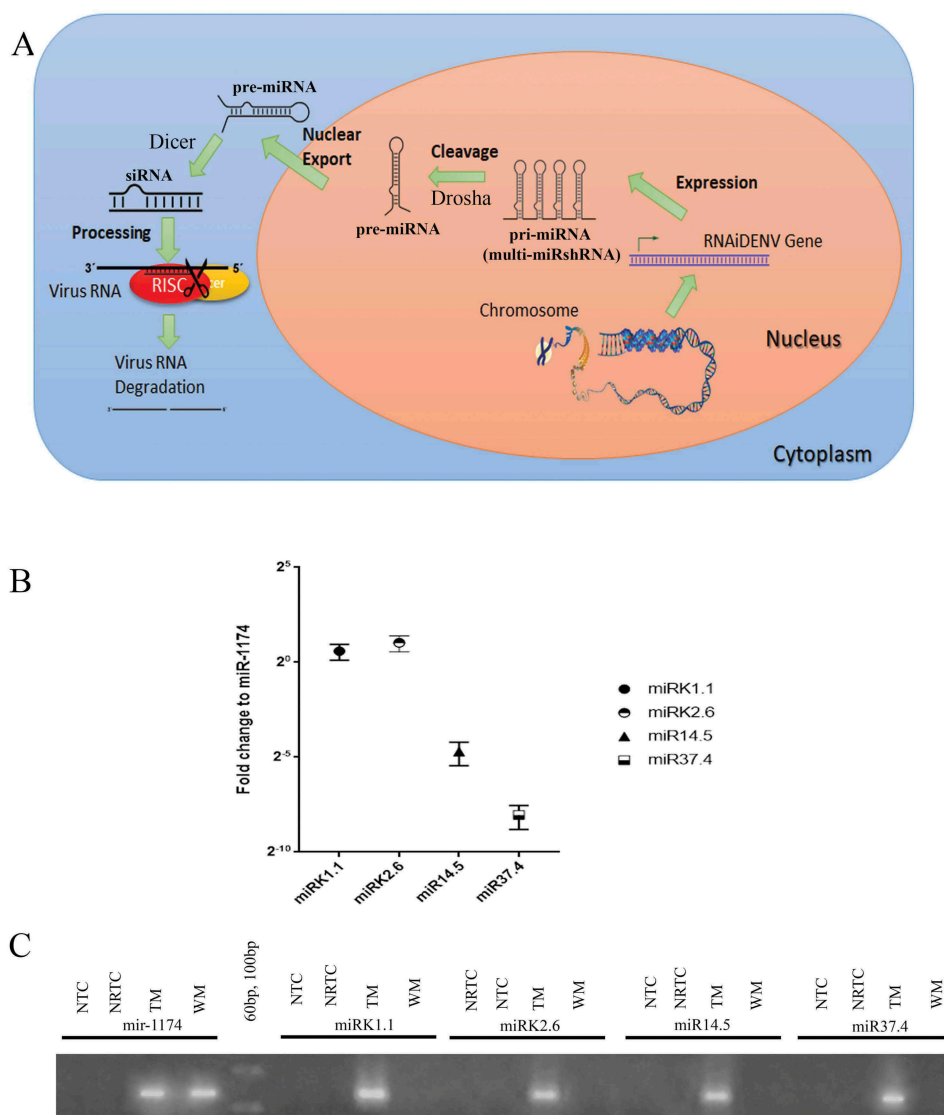 A
pre-miRNA
Dicer
siRNA
Processing
3´ 5´
Virus RNA
RISC
cer
Virus RNA
Degradation
3´ 5´
Nuclear
Export
Cleavage
Drosha
pre-miRNA
pri-miRNA
(multi-miRshRNA)
Expression
RNAiDENV Gene
Chromosome
Nucleus
Cytoplasm
B
Fold change to miR-1174
2^5
2^0
2^-5
2^-10
miRK1.1
miRK2.6
miR14.5
miR37.4
miRK1.1
miRK2.6
miR14.5
miR37.4
C
NTC NRTC TM WM
mir-1174
60bp, 100bp
NTC NRTC TM WM
miRK1.1
NRTC NTC TM WM
miRK2.6
NTC NRTC TM WM
miR14.5
NTC NRTC TM WM
miR37.4